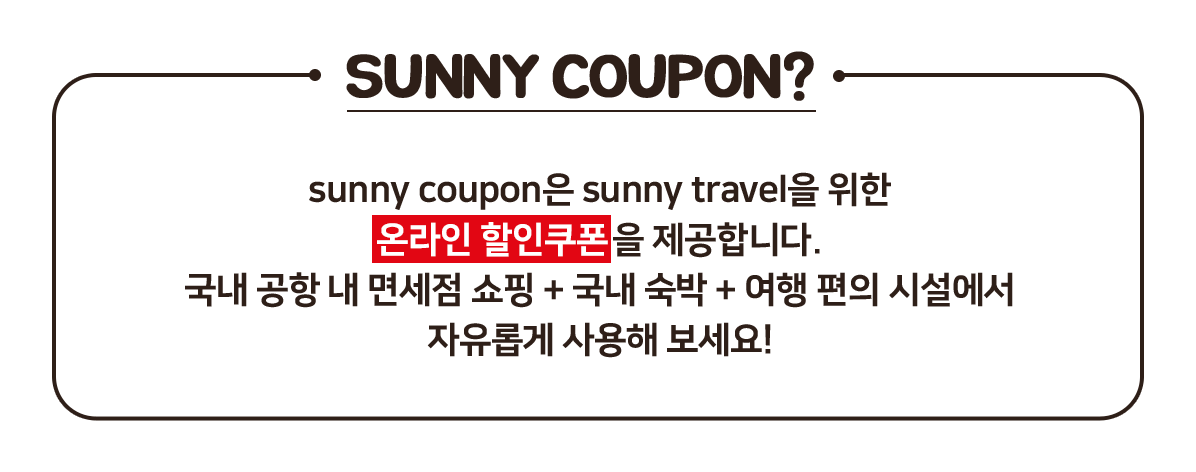 SUNNY COUPON?
sunny coupon은 sunny travel을 위한
온라인 할인쿠폰을 제공합니다.
국내 공항 내 면세점 쇼핑 + 국내 숙박 + 여행 편의 시설에서
자유롭게 사용해 보세요!